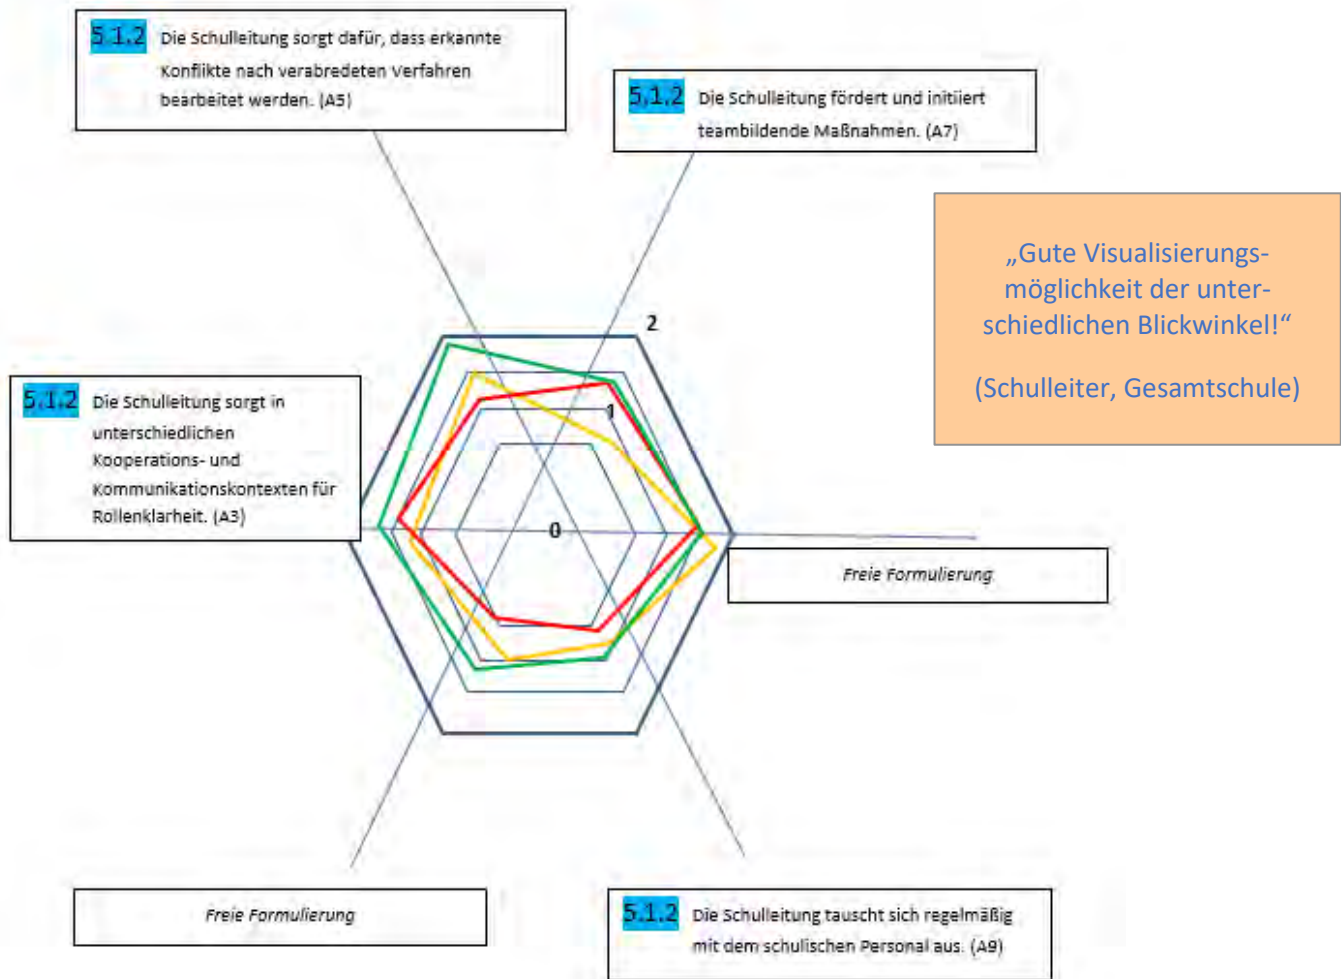 5.1.2 Die Schulleitung sorgt dafür, dass erkannte
Konflikte nach verabredeten Verfahren
bearbeitet werden. (A5)
5.1.2 Die Schulleitung fördert und initiiert
teambildende Maßnahmen. (A7)
„Gute Visualisierungs-
möglichkeit der unter-
schiedlichen Blickwinkel!“
(Schulleiter, Gesamtschule)
2
1
0
5.1.2 Die Schulleitung sorgt in
unterschiedlichen
Kooperations- und
Kommunikationskontexten für
Rollenklarheit. (A3)
Freie Formulierung
Freie Formulierung
5.1.2 Die Schulleitung tauscht sich regelmäßig
mit dem schulischen Personal aus. (A9)